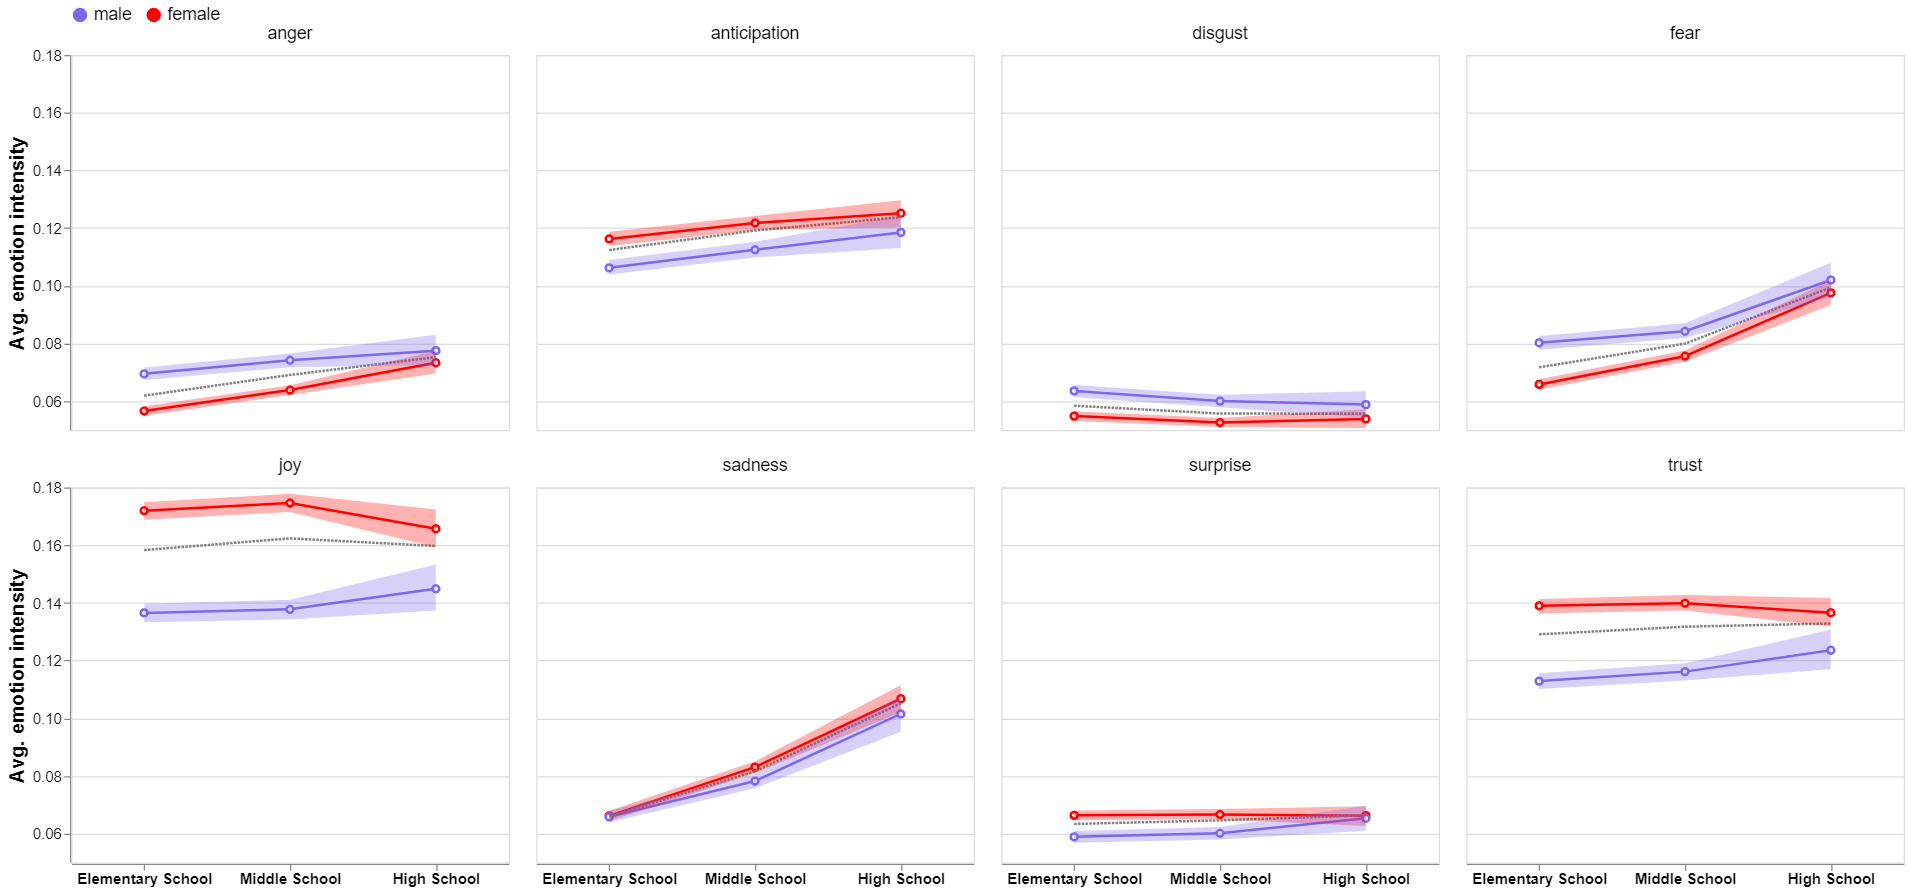 male female
anger anticipation disgust fear
0.18
0.16
0.14
0.12
0.10
0.08
0.06
Avg. emotion intensity
joy sadness surprise trust
0.18
0.16
0.14
0.12
0.10
0.08
0.06
Avg. emotion intensity
Elementary School Middle School High School Elementary School Middle School High School Elementary School Middle School High School Elementary School Middle School High School